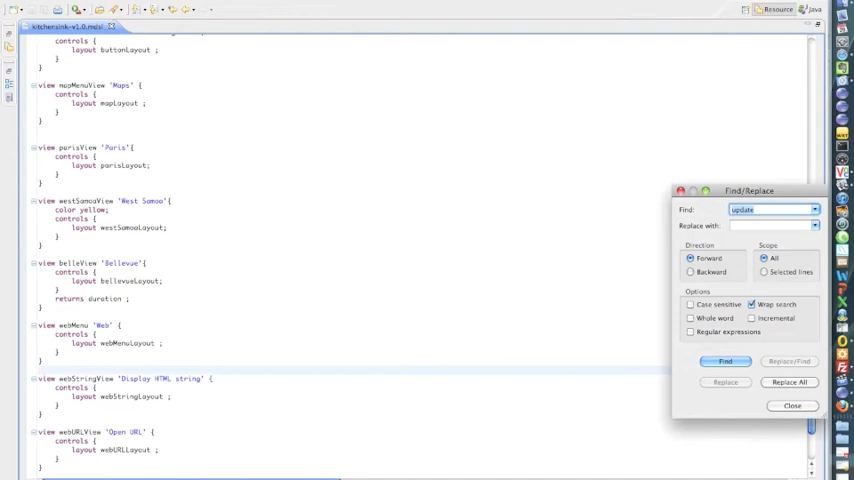 Resource
Java
kitchensink-v1.0.mdsl
controls {
layout buttonLayout ;
}
}
view mapMenuView 'Maps' {
controls {
layout mapLayout ;
}
}
view parisView 'Paris'{
controls {
layout parisLayout;
}
}
view westSamoaView 'West Samoa'{
color yellow;
controls {
layout westSamoaLayout;
}
}
view belleView 'Bellevue'{
controls {
layout bellevueLayout;
}
returns duration ;
}
view webMenu 'Web' {
controls {
layout webMenuLayout ;
}
}
view webStringView 'Display HTML string' {
controls {
layout webStringLayout ;
}
}
view webURLView 'Open URL' {
controls {
layout webURLLayout ;
}
}
Find/Replace
Find: update
Replace with:
Direction
Scope
Forward
All
Backward
Selected lines
Options
Case sensitive
Wrap search
Whole word
Incremental
Regular expressions
Find
Replace/Find
Replace
Replace All
Close